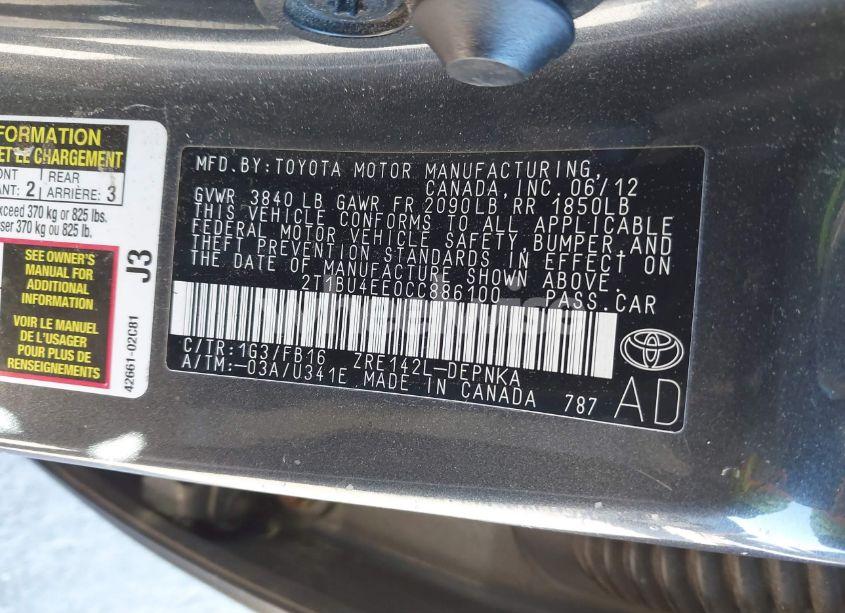 FORMATION
ET LE CHARGEMENT
ONT REAR
ANT: 2 ARRIÈRE: 3
xceed 370 kg or 825 lbs.
ser 370 kg ou 825 lb.
SEE OWNER'S
MANUAL FOR
ADDITIONAL
INFORMATION
VOIR LE MANUEL
DE L'USAGER
POUR PLUS DE
RENSEIGNEMENTS
J3
42661-02C81
MFD.BY:TOYOTA MOTOR MANUFACTURING,
CANADA, INC. 06/12
GVWR 3840 LB GAWR FR 2090LB RR 1850LB
THIS VEHICLE CONFORMS TO ALL APPLICABLE
FEDERAL MOTOR VEHICLE SAFETY, BUMPER, AND
THEFT PREVENTION STANDARDS IN EFFECT ON
THE DATE OF MANUFACTURE SHOWN ABOVE.
2T1BU4EE0CC886100 PASS.CAR
C/TR:1G3/FB16 ZRE142L-DEPNKA
A/TM:-03A/U341E MADE IN CANADA 787
AD